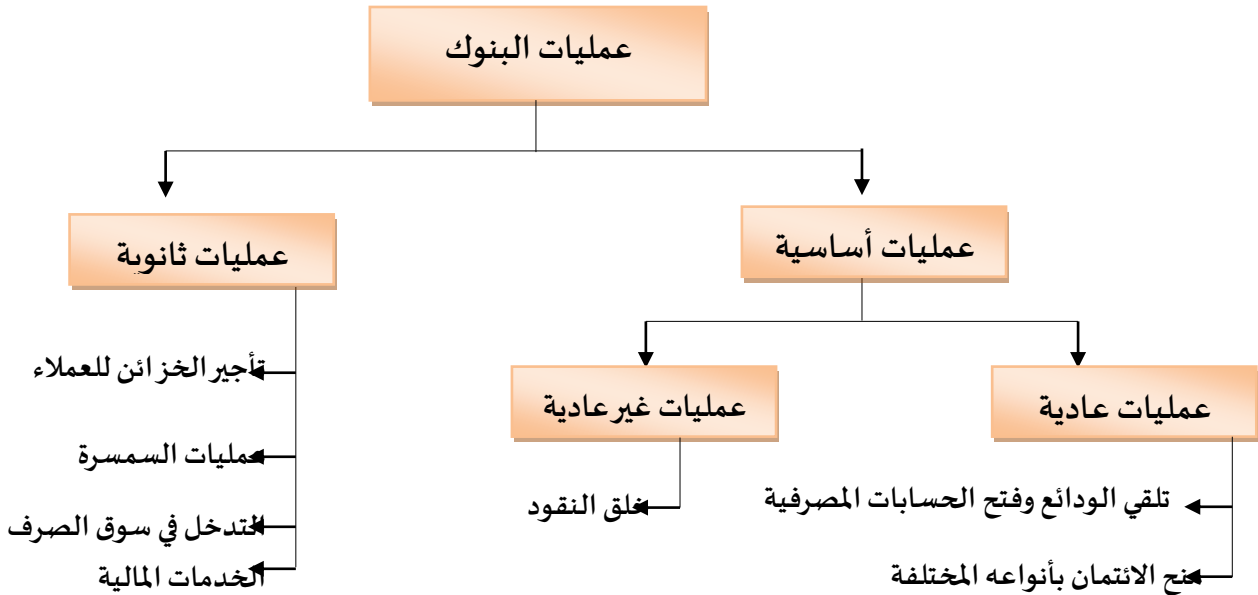 عمليات البنوك
عمليات أساسية
عمليات ثانوية
عمليات عادية
عمليات غير عادية
تلقي الودائع وفتح الحسابات المصرفية
منح الائتمان بأنواعه المختلفة
خلق النقود
تأجير الخزائن للعملاء
عمليات السمسرة
التدخل في سوق الصرف
الخدمات المالية